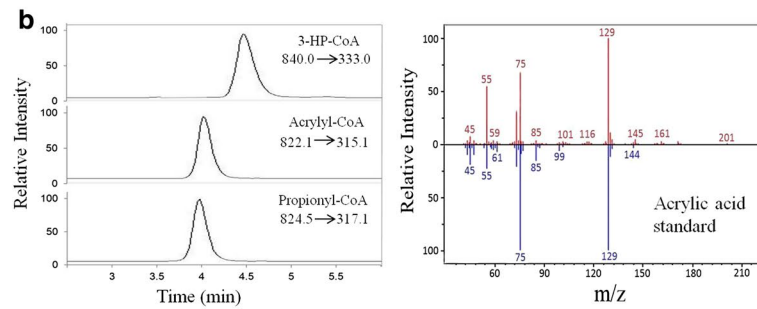 b
100
50
0
3-HP-CoA
840.0→333.0
100
50
0
Acrylyl-CoA
822.1→315.1
100
50
0
Propionyl-CoA
824.5→317.1
3 3.5 4 4.5 5 5.5
Relative Intensity
Time (min)
100
50
0
50
100
Relative Intensity
129
75
55
45 59 85 101 116 145 161 201
45 55 61 85 99 144
75 129
Acrylic acid
standard
60 90 120 150 180 210
m/z